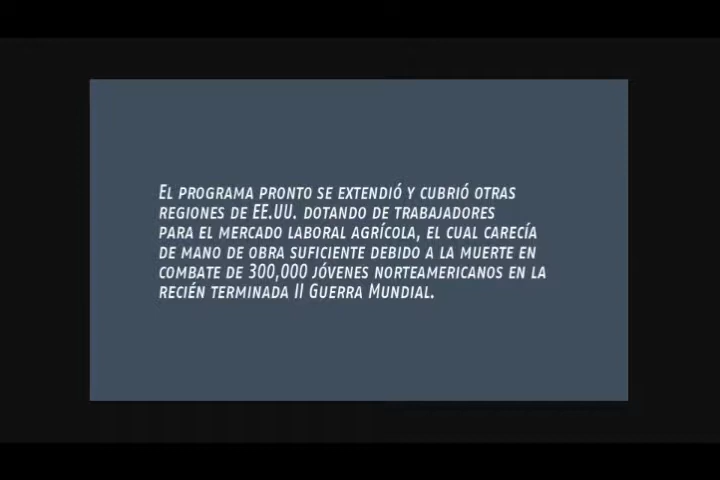 El programa pronto se extendió y cubrió otras
regiones de EE.UU. dotando de trabajadores
para el mercado laboral agrícola, el cual carecía
de mano de obra suficiente debido a la muerte en
combate de 300,000 jóvenes norteamericanos en la
recién terminada II Guerra Mundial.